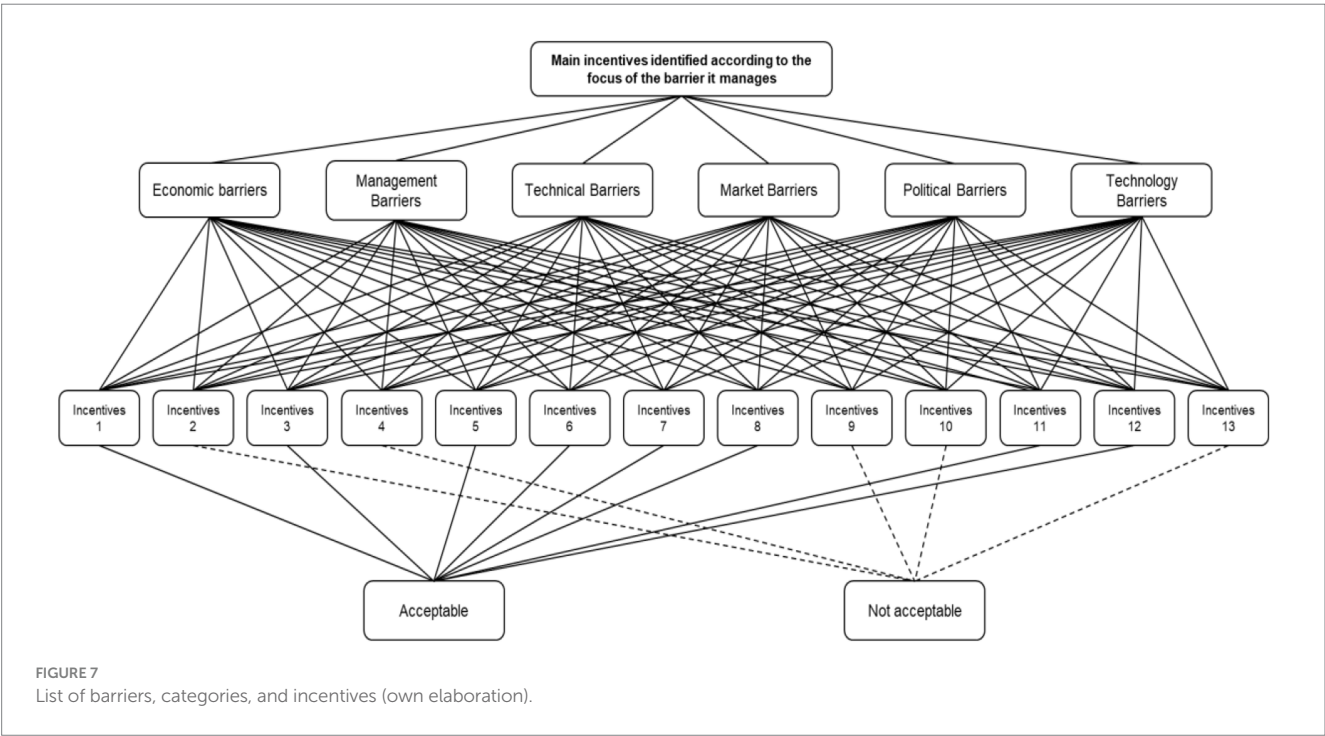 Main incentives identified according to the
focus of the barrier it manages
Economic barriers
Management
Barriers
Technical Barriers
Market Barriers
Political Barriers
Technology
Barriers
Incentives
1
Incentives
2
Incentives
3
Incentives
4
Incentives
5
Incentives
6
Incentives
7
Incentives
8
Incentives
9
Incentives
10
Incentives
11
Incentives
12
Incentives
13
Acceptable
Not acceptable
FIGURE 7
List of barriers, categories, and incentives (own elaboration).